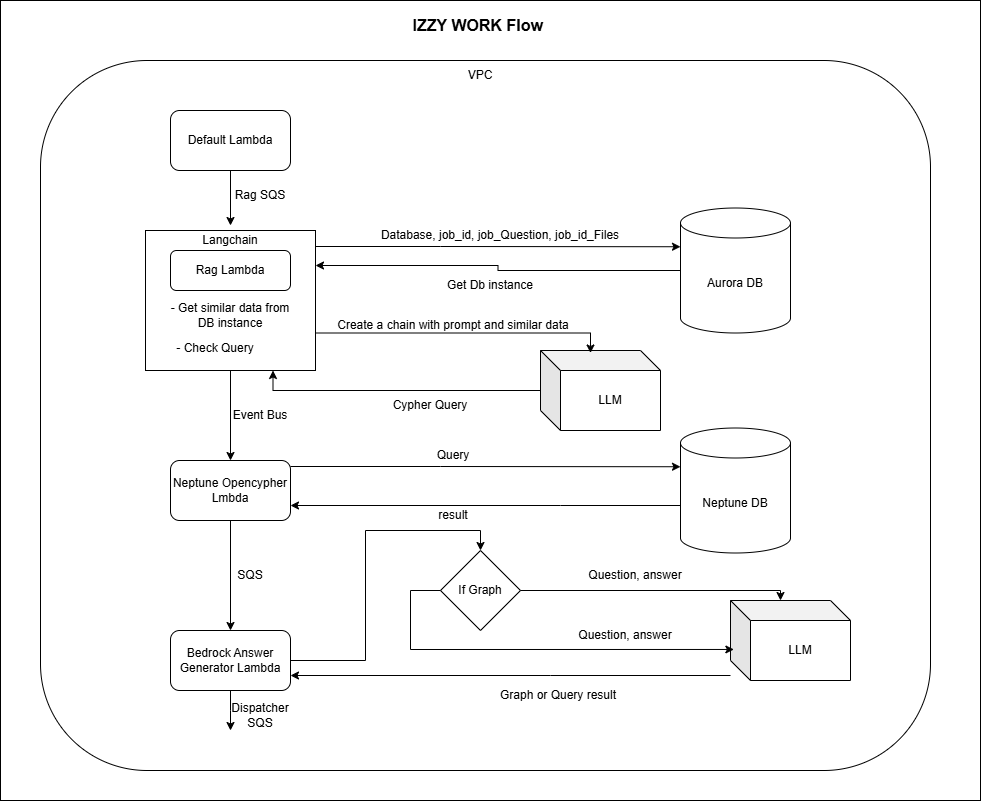 IZZY WORK Flow
VPC
Default Lambda
Rag SQS
Langchain
Rag Lambda
- Get similar data from
DB instance
- Check Query
Database, job_id, job_Question, job_id_Files
Get Db instance
Aurora DB
Create a chain with prompt and similar data
LLM
Cypher Query
Event Bus
Neptune Opencypher
Lmbda
Query
result
Neptune DB
SQS
If Graph
Question, answer
Question, answer
LLM
Bedrock Answer
Generator Lambda
Graph or Query result
Dispatcher
SQS